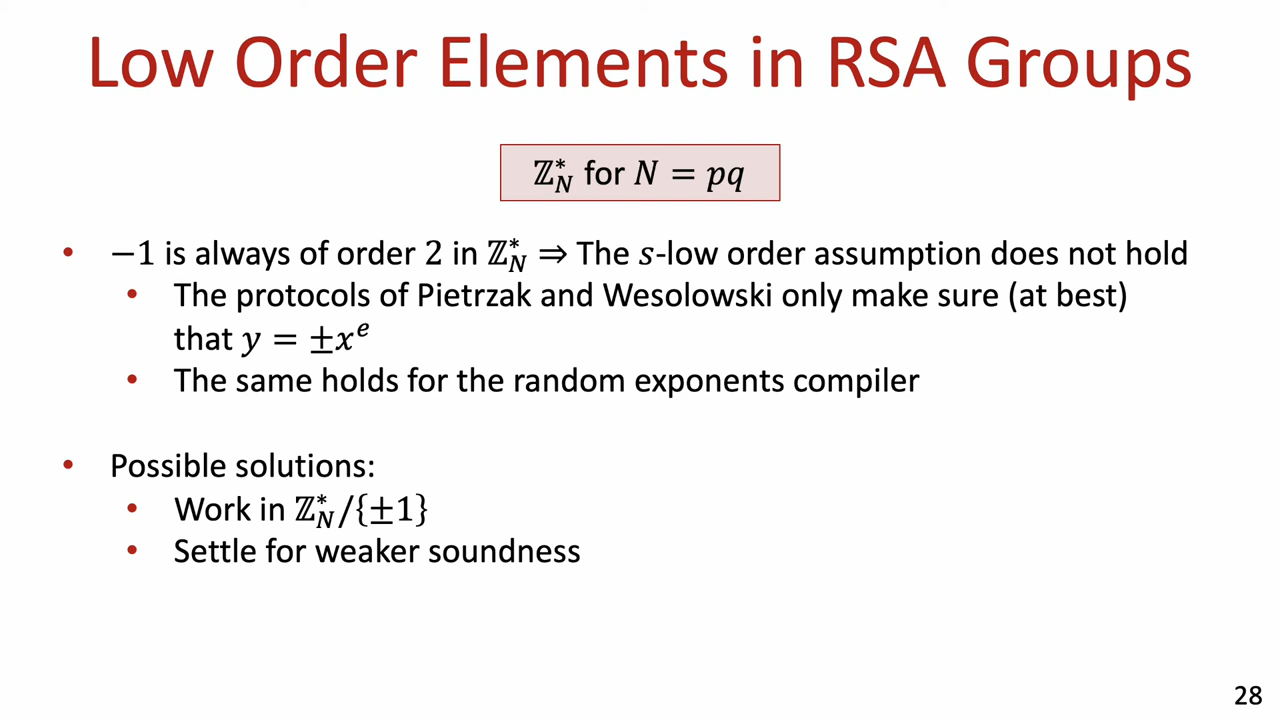 Low Order Elements in RSA Groups
ℤ*_N for N = pq
• −1 is always of order 2 in ℤ*_N ⇒ The s-low order assumption does not hold
• The protocols of Pietrzak and Wesolowski only make sure (at best)
that y = ±x^e
• The same holds for the random exponents compiler
• Possible solutions:
• Work in ℤ*_N/{±1}
• Settle for weaker soundness
28